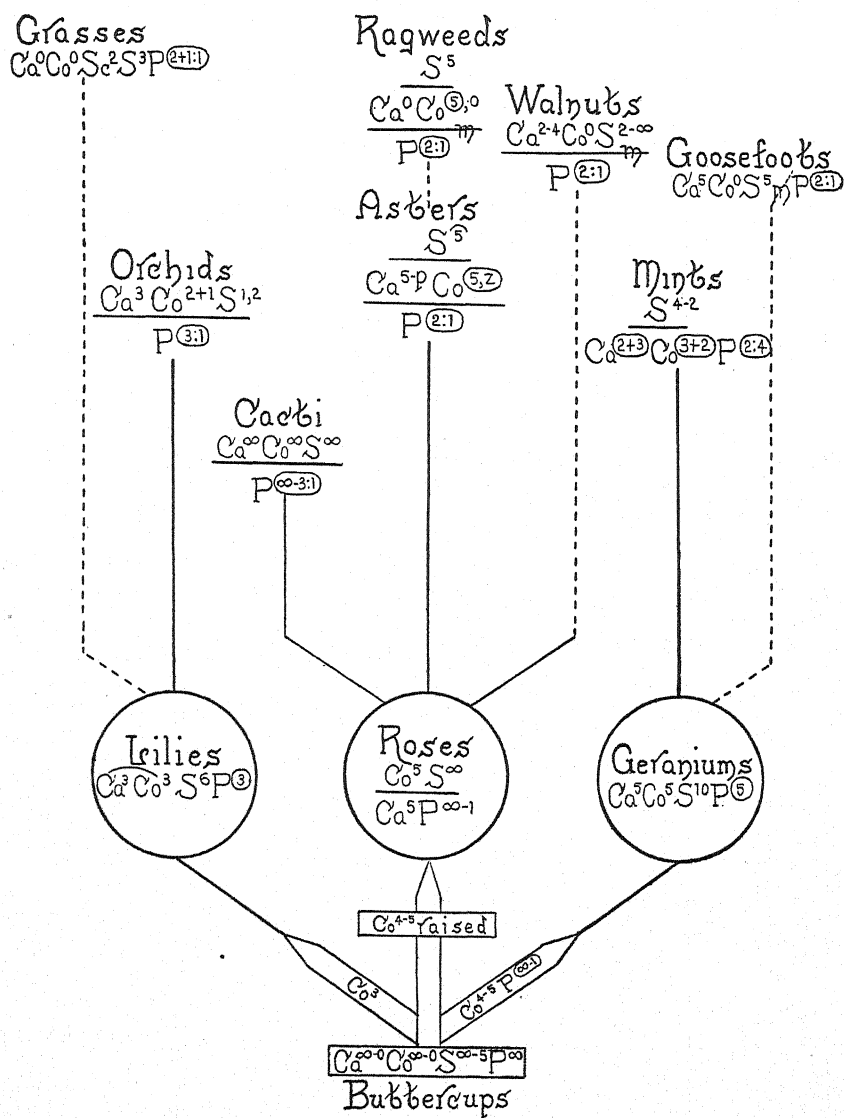 Grasses
Ca⁰Co⁰Sc²S³P(2+1:1)
Ragweeds
S⁵
Ca⁰Co(5),0
m
P(2:1)
Walnuts
Ca²⁻⁴Co⁰S²⁻∞
m
P(2:1)
Goosefoots
Ca⁵Co⁰S⁵mP(2:1)
Asters
S⁵
Ca⁵⁻ᵖCo(5,Z)
P(2:1)
Orchids
Ca³Co²⁺¹S¹,²
P(3:1)
Mints
S⁴⁻²
Ca(2+3)Co(3+2)P(2:4)
Cacti
Ca∞Co∞S∞
P(∞-3:1)
Lilies
Ca³Co³S⁶P(3)
Roses
Co⁵S∞
Ca⁵P∞⁻¹
Geraniums
Ca⁵Co⁵S¹⁰P(5)
Co⁴⁻⁵raised
Co³
Co⁴⁻⁵P(∞-1)
Ca∞⁻⁰Co∞⁻⁰S∞⁻⁵P∞
Buttercups